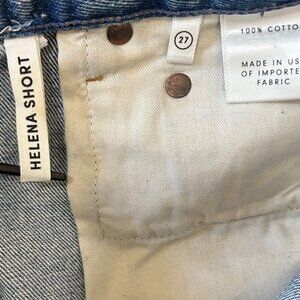 HELENA SHORT
27
100% COTTO
MADE IN US
OF IMPORTE
FABRIC